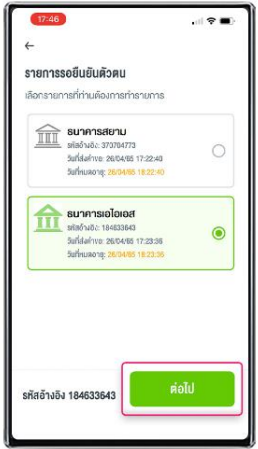 17:46
รายการรอยืนยันตัวตน
เลือกรายการที่ท่านต้องการทำรายการ
ธนาคารสยาม
รหัสอ้างอิง: 370704773
วันที่ส่งคำขอ: 26/04/65 17:22:40
วันที่หมดอายุ: 26/04/65 18:22:40
ธนาคารเอไอเอส
รหัสอ้างอิง: 184633643
วันที่ส่งคำขอ: 26/04/65 17:23:36
วันที่หมดอายุ: 26/04/65 18:23:36
รหัสอ้างอิง 184633643
ต่อไป